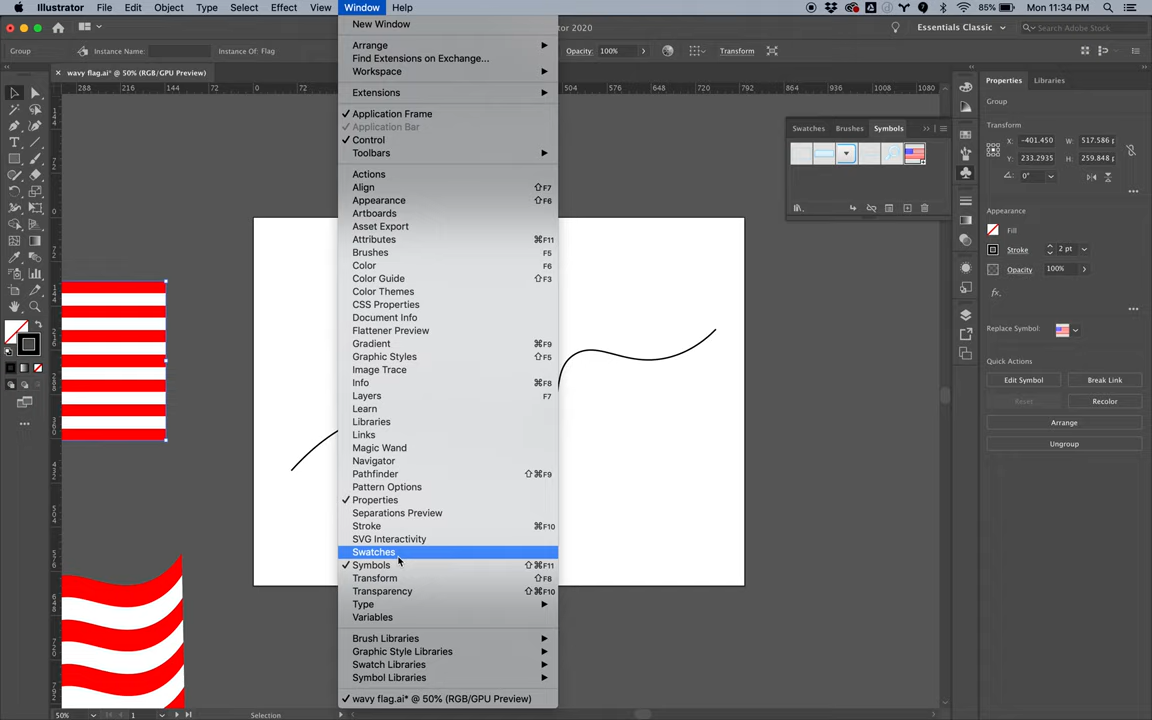 Illustrator File Edit Object Type Select Effect View Window Help 85% Mon 11:34 PM
New Window
Arrange
Find Extensions on Exchange...
Workspace
Extensions
Application Frame
Application Bar
Control
Toolbars
Actions
Align ⇧F7
Appearance ⇧F6
Artboards
Asset Export
Attributes ⌘F11
Brushes F5
Color F6
Color Guide ⇧F3
Color Themes
CSS Properties
Document Info
Flattener Preview
Gradient ⌘F9
Graphic Styles ⇧F5
Image Trace
Info ⌘F8
Layers F7
Learn
Libraries
Links
Magic Wand
Navigator
Pathfinder ⇧⌘F9
Pattern Options
Properties
Separations Preview
Stroke ⌘F10
SVG Interactivity
Swatches
Symbols ⇧⌘F11
Transform ⇧F8
Transparency ⇧⌘F10
Type
Variables
Brush Libraries
Graphic Style Libraries
Swatch Libraries
Symbol Libraries
wavy flag.ai* @ 50% (RGB/GPU Preview)
2020
Essentials Classic
Search Adobe Stock
Group Instance Name: Instance Of: Flag
Opacity: 100% Transform
× wavy flag.ai* @ 50% (RGB/GPU Preview)
288 216 144 72 0 72
504 576 648 720 792 864 936 1008 1080
Swatches Brushes Symbols
Properties Libraries
Group
Transform
X: -401.450 W: 517.586
Y: 233.2935 H: 259.848
0°
Appearance
Fill
Stroke 2 pt
Opacity 100%
fx.
Replace Symbol:
Quick Actions
Edit Symbol Break Link
Reset Recolor
Arrange
Ungroup
50% 1 Selection